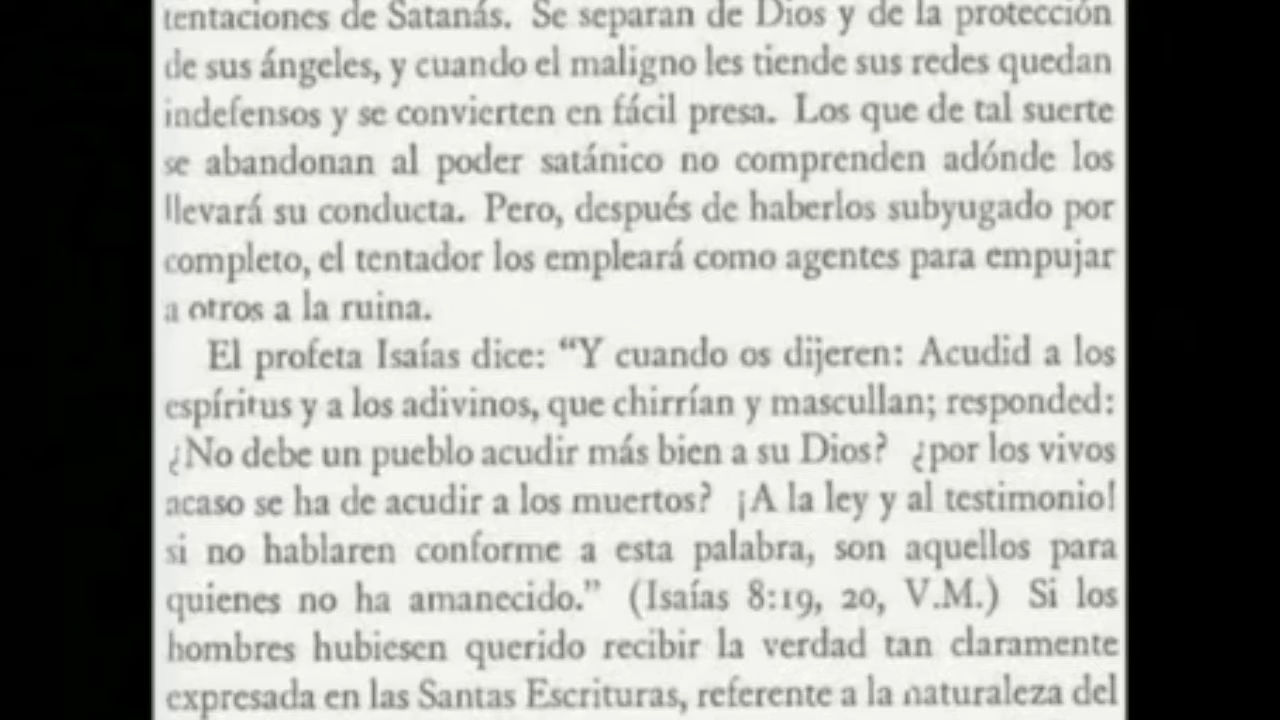 tentaciones de Satanás. Se separan de Dios y de la protección
de sus ángeles, y cuando el maligno les tiende sus redes quedan
indefensos y se convierten en fácil presa. Los que de tal suerte
se abandonan al poder satánico no comprenden adónde los
llevará su conducta. Pero, después de haberlos subyugado por
completo, el tentador los empleará como agentes para empujar
a otros a la ruina.
El profeta Isaías dice: “Y cuando os dijeren: Acudid a los
espíritus y a los adivinos, que chirrían y mascullan; responded:
¿No debe un pueblo acudir más bien a su Dios? ¿por los vivos
acaso se ha de acudir a los muertos? ¡A la ley y al testimonio!
si no hablaren conforme a esta palabra, son aquellos para
quienes no ha amanecido.” (Isaías 8:19, 20, V.M.) Si los
hombres hubiesen querido recibir la verdad tan claramente
expresada en las Santas Escrituras, referente a la naturaleza del